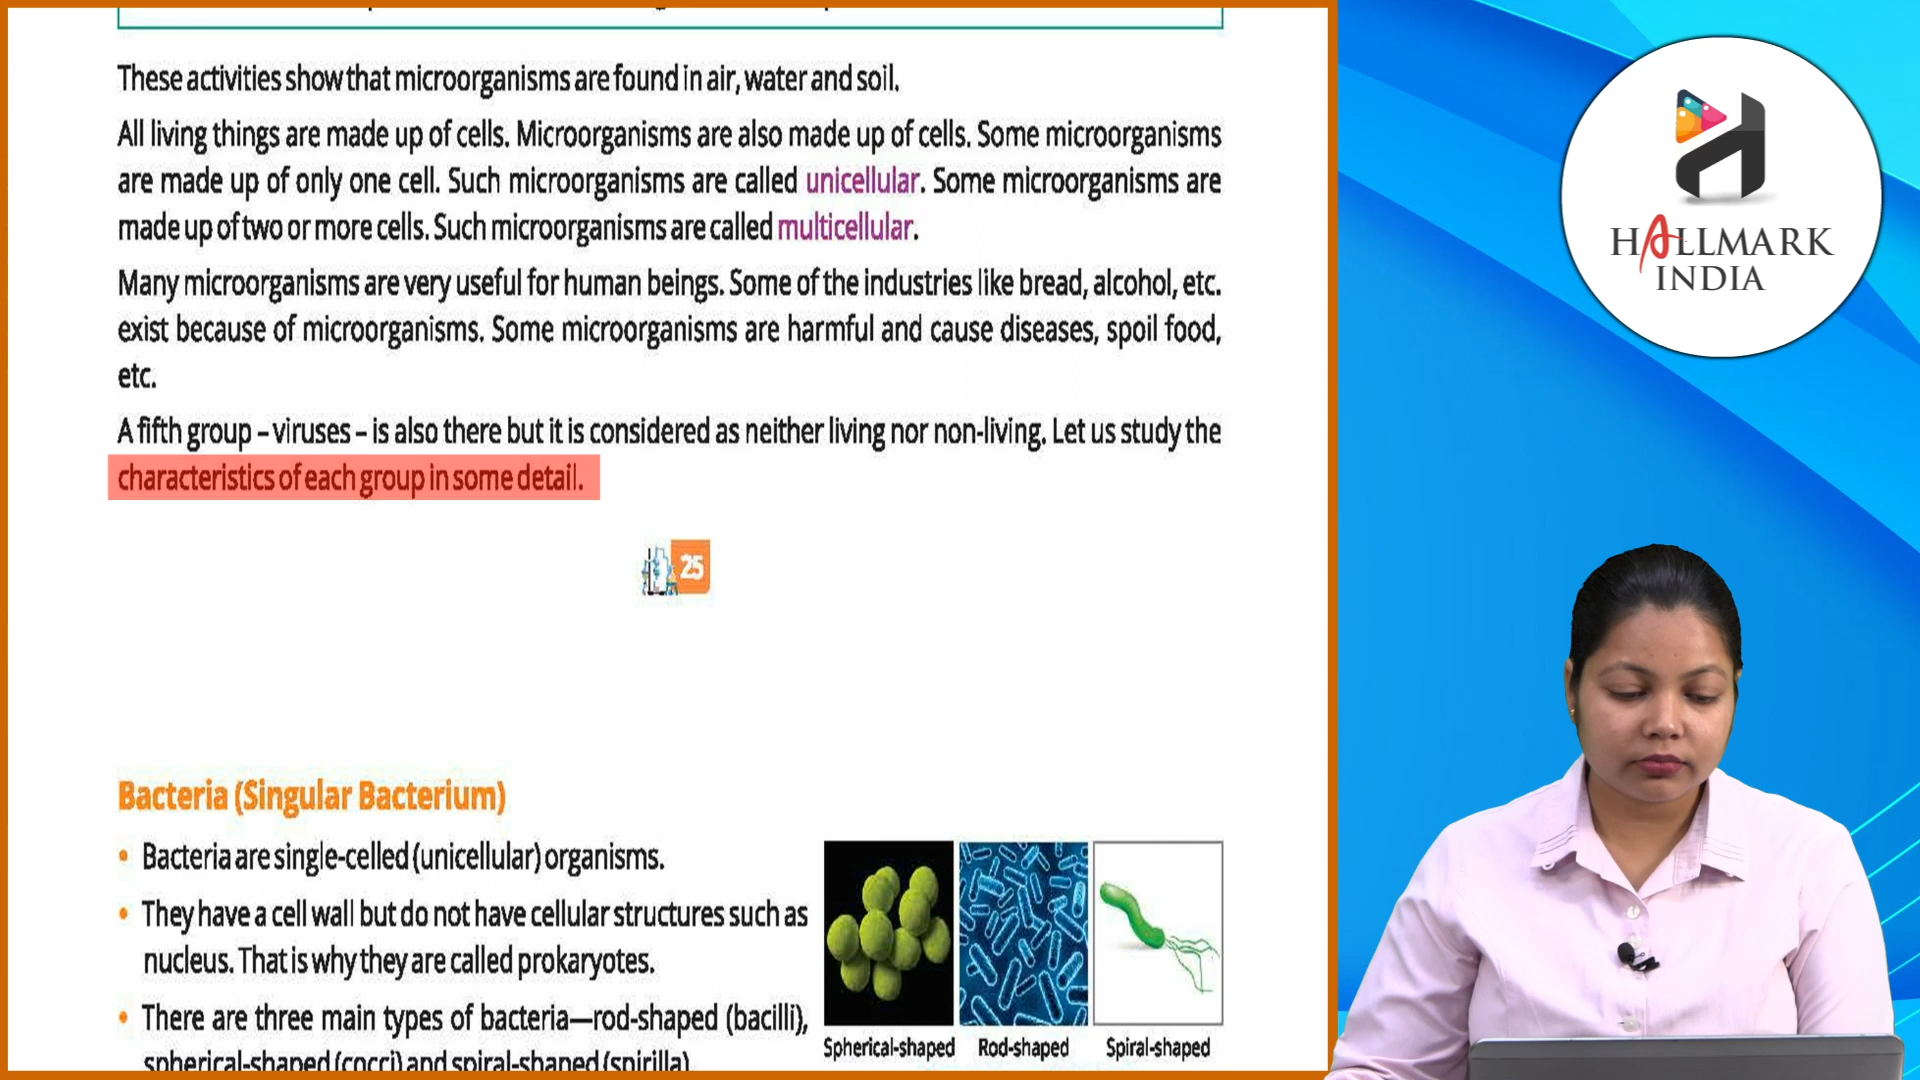 These activities show that microorganisms are found in air, water and soil.
All living things are made up of cells. Microorganisms are also made up of cells. Some microorganisms
are made up of only one cell. Such microorganisms are called unicellular. Some microorganisms are
made up of two or more cells. Such microorganisms are called multicellular.
Many microorganisms are very useful for human beings. Some of the industries like bread, alcohol, etc.
exist because of microorganisms. Some microorganisms are harmful and cause diseases, spoil food,
etc.
A fifth group – viruses – is also there but it is considered as neither living nor non-living. Let us study the
characteristics of each group in some detail.
25
Bacteria (Singular Bacterium)
• Bacteria are single-celled (unicellular) organisms.
• They have a cell wall but do not have cellular structures such as
nucleus. That is why they are called prokaryotes.
• There are three main types of bacteria—rod-shaped (bacilli),
spherical-shaped (cocci) and spiral-shaped (spirilla)
Spherical-shaped Rod-shaped Spiral-shaped
HALLMARK
INDIA